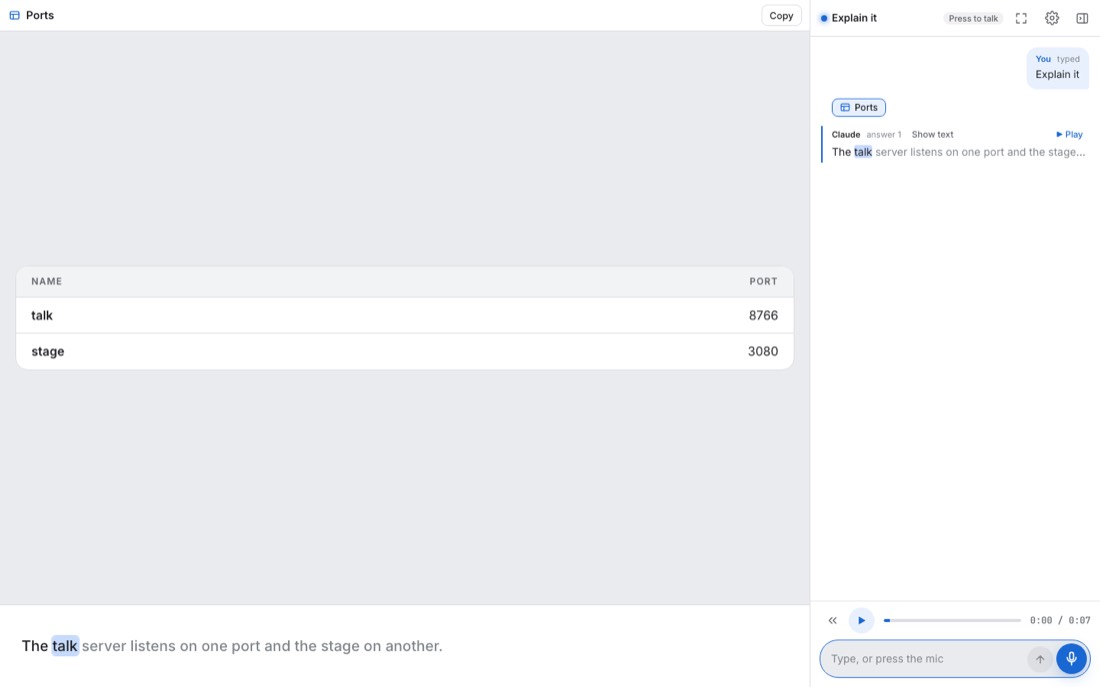 Ports
Copy
NAME PORT
talk 8766
stage 3080
The talk server listens on one port and the stage on another.
Explain it
Press to talk
You typed
Explain it
Ports
Claude answer 1 Show text Play
The talk server listens on one port and the stage...
0:00 / 0:07
Type, or press the mic